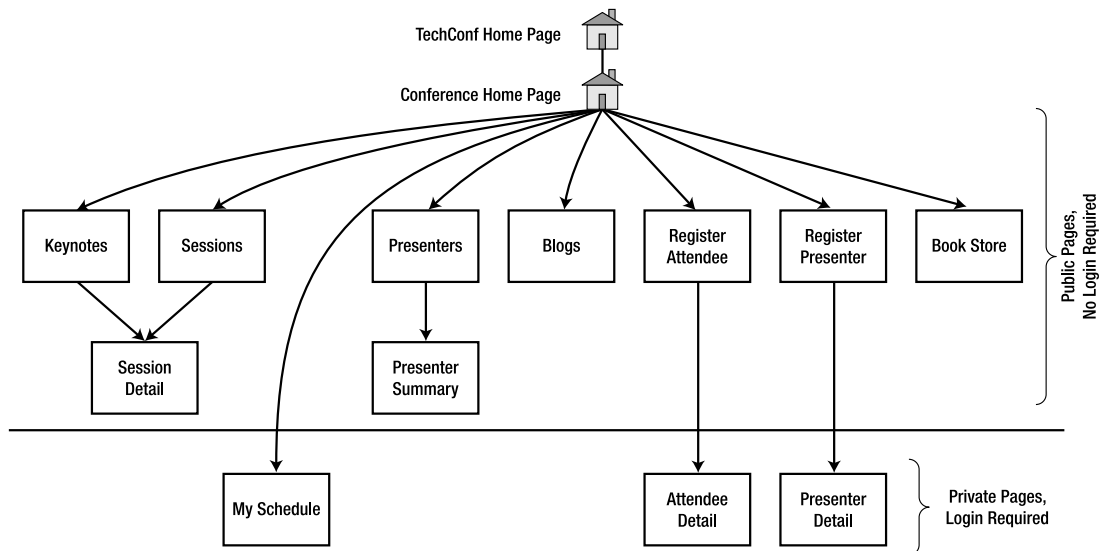 TechConf Home Page
Conference Home Page
Keynotes
Sessions
Presenters
Blogs
Register
Attendee
Register
Presenter
Book Store
Public Pages,
No Login Required
Session
Detail
Presenter
Summary
My Schedule
Attendee
Detail
Presenter
Detail
Private Pages,
Login Required